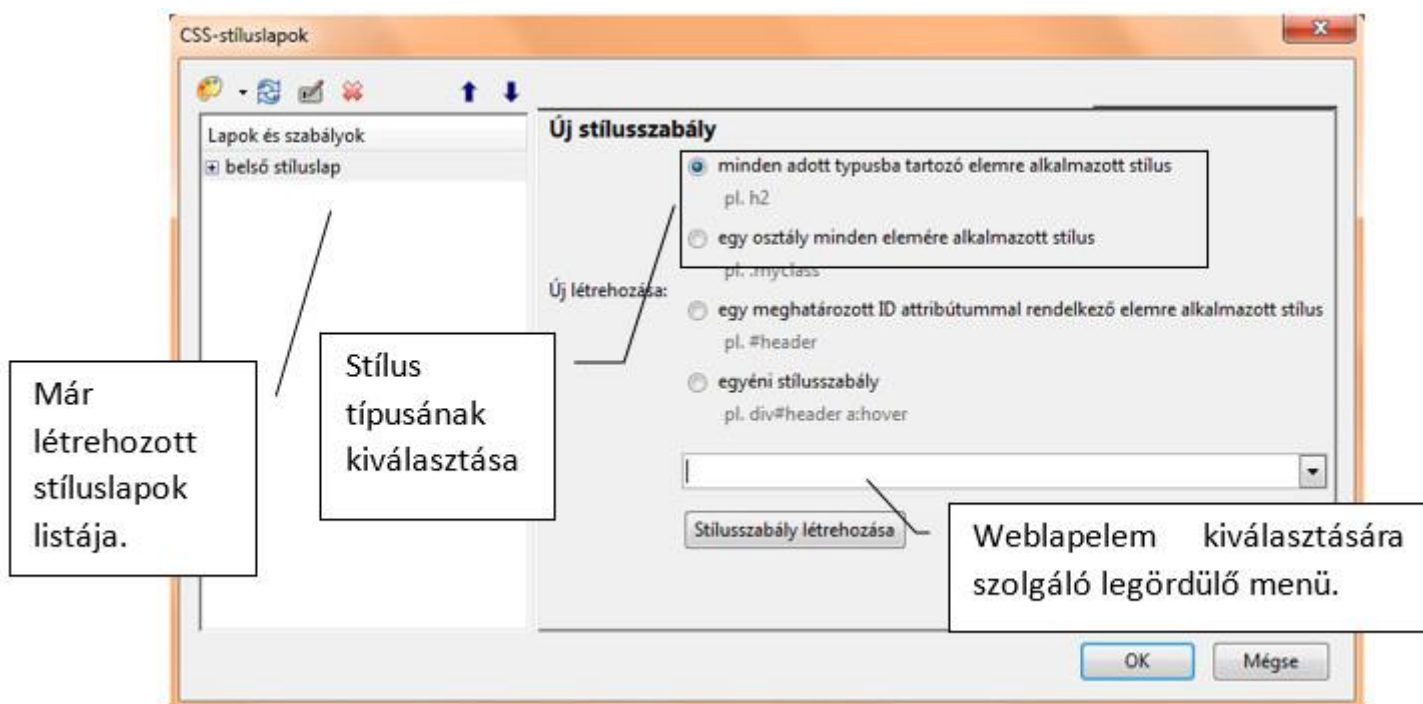 CSS-stíluslapok
Lapok és szabályok
belső stíluslap
Új stílusszabály
minden adott typusba tartozó elemre alkalmazott stílus
pl. h2
egy osztály minden elemére alkalmazott stílus
pl. .myclass
Új létrehozása:
egy meghatározott ID attribútummal rendelkező elemre alkalmazott stílus
pl. #header
egyéni stílusszabály
pl. div#header a:hover
Stílusszabály létrehozása
OK
Mégse
Már
létrehozott
stíluslapok
listája.
Stílus
típusának
kiválasztása
Weblapelem kiválasztására
szolgáló legördülő menü.